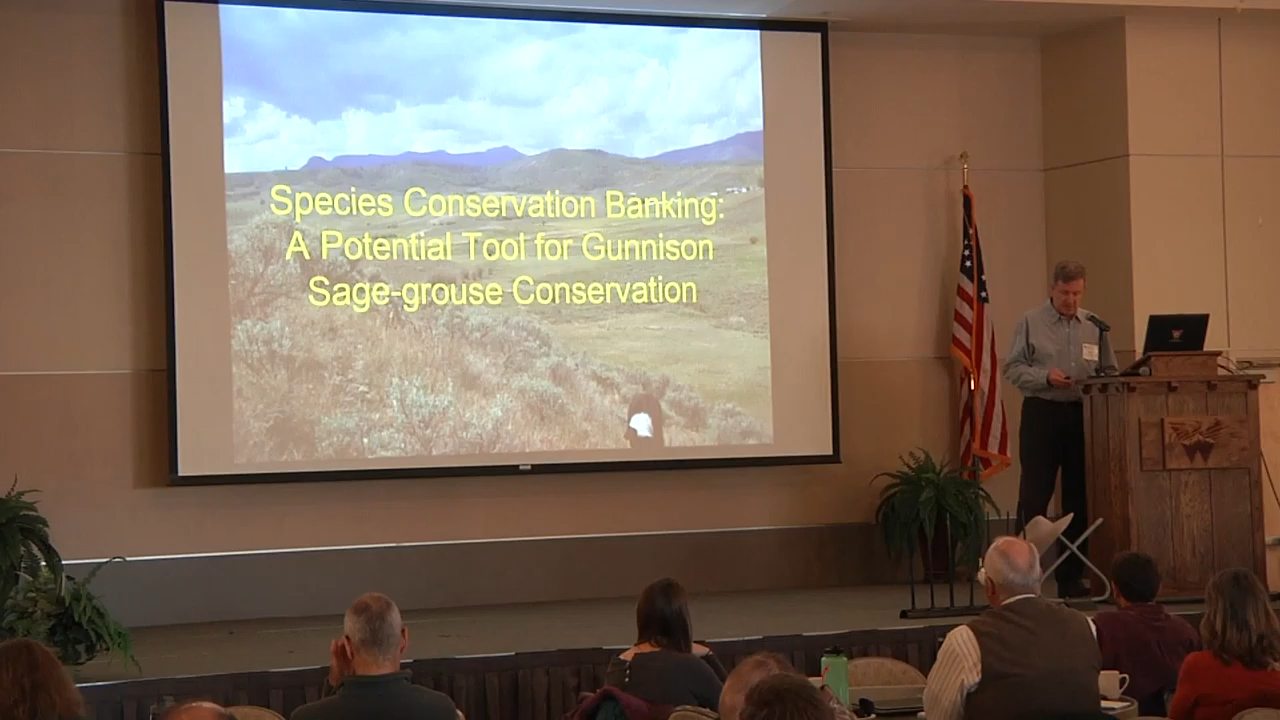 Species Conservation Banking:
A Potential Tool for Gunnison
Sage-grouse Conservation